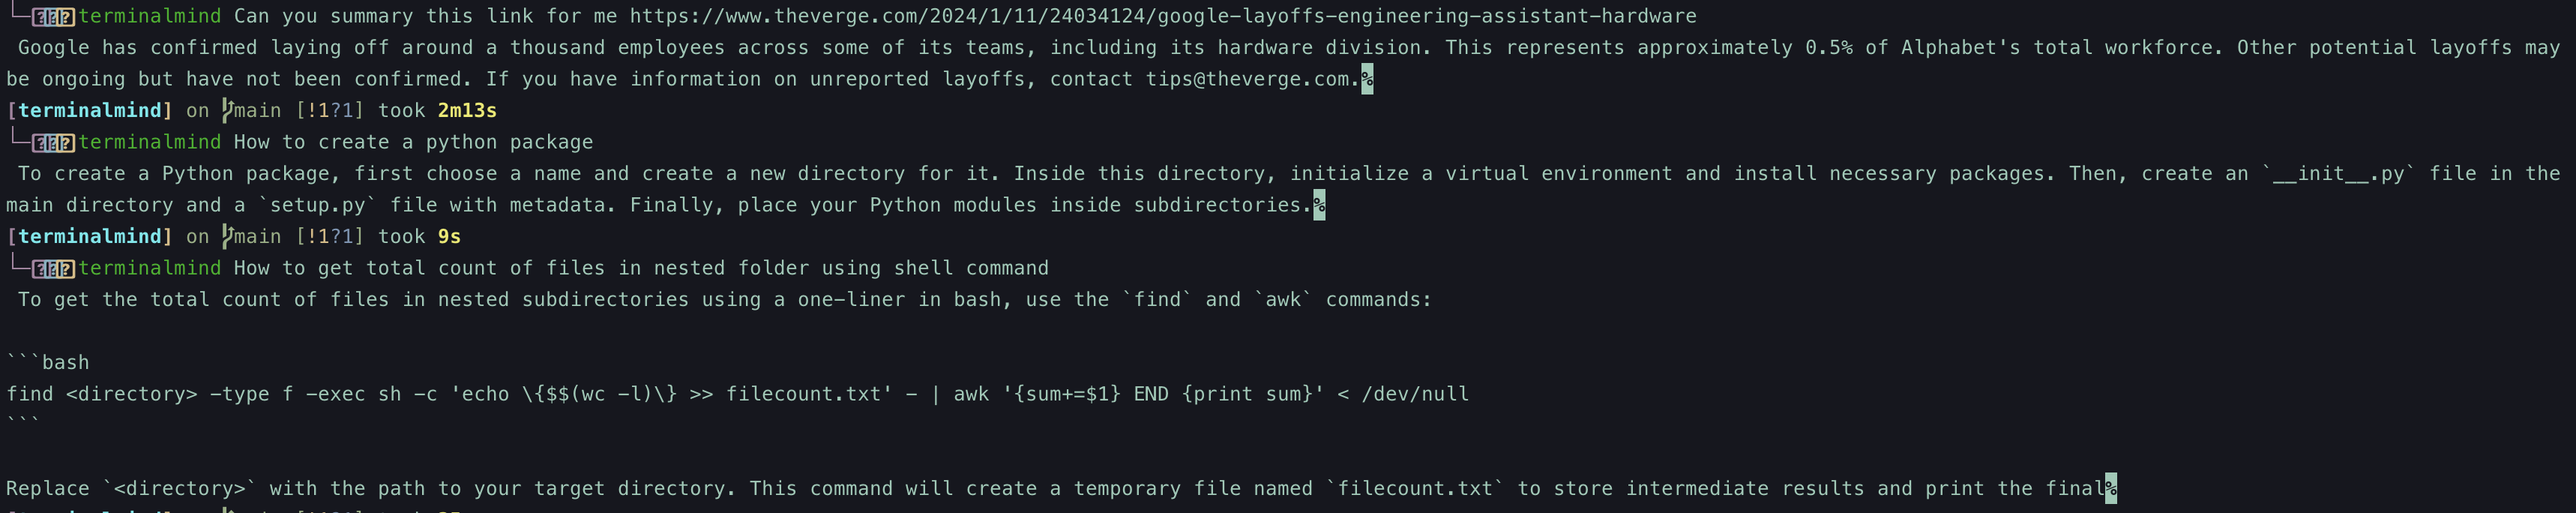 └─[???]terminalmind Can you summary this link for me https://www.theverge.com/2024/1/11/24034124/google-layoffs-engineering-assistant-hardware
Google has confirmed laying off around a thousand employees across some of its teams, including its hardware division. This represents approximately 0.5% of Alphabet's total workforce. Other potential layoffs may
be ongoing but have not been confirmed. If you have information on unreported layoffs, contact tips@theverge.com.%
[terminalmind] on main [!1?1] took 2m13s
└─[???]terminalmind How to create a python package
To create a Python package, first choose a name and create a new directory for it. Inside this directory, initialize a virtual environment and install necessary packages. Then, create an `__init__.py` file in the
main directory and a `setup.py` file with metadata. Finally, place your Python modules inside subdirectories.%
[terminalmind] on main [!1?1] took 9s
└─[???]terminalmind How to get total count of files in nested folder using shell command
To get the total count of files in nested subdirectories using a one-liner in bash, use the `find` and `awk` commands:
```bash
find <directory> -type f -exec sh -c 'echo \{$$(wc -l)\} >> filecount.txt' - | awk '{sum+=$1} END {print sum}' < /dev/null
```
Replace `<directory>` with the path to your target directory. This command will create a temporary file named `filecount.txt` to store intermediate results and print the final%